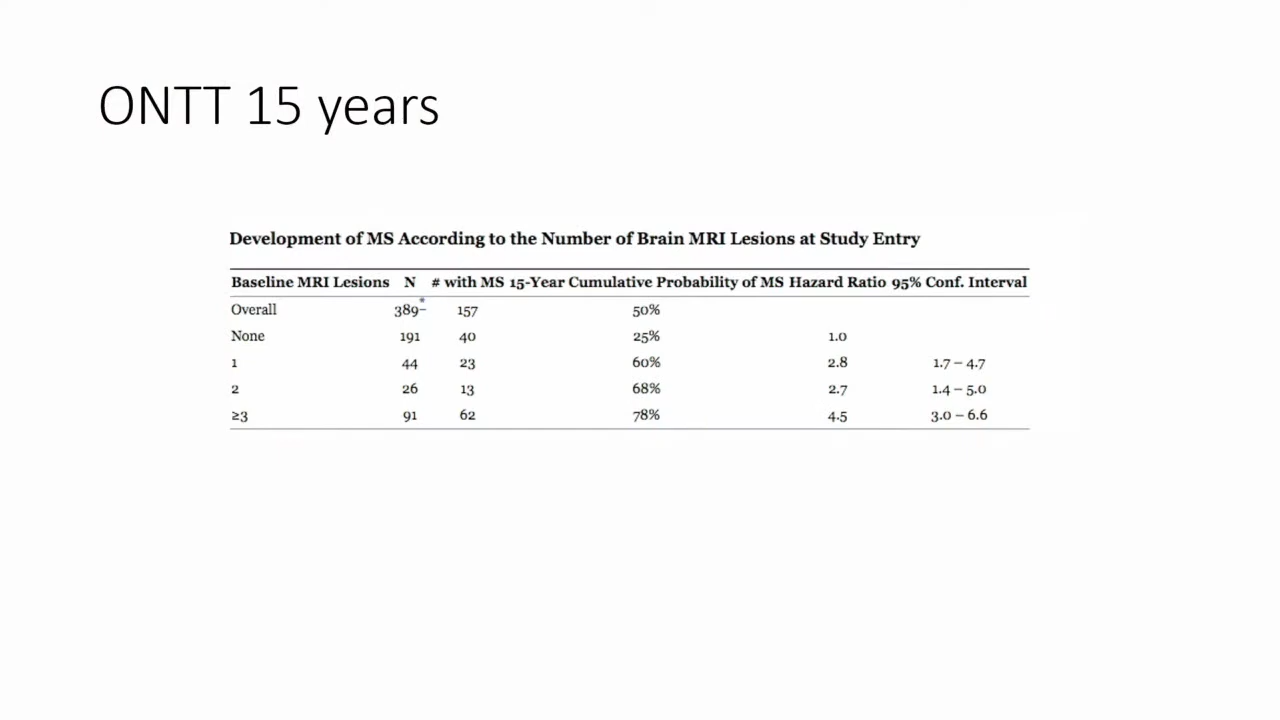 ONTT 15 years
Development of MS According to the Number of Brain MRI Lesions at Study Entry
Baseline MRI Lesions N # with MS 15-Year Cumulative Probability of MS Hazard Ratio 95% Conf. Interval
Overall 389* 157 50%
None 191 40 25% 1.0
1 44 23 60% 2.8 1.7 – 4.7
2 26 13 68% 2.7 1.4 – 5.0
≥3 91 62 78% 4.5 3.0 – 6.6